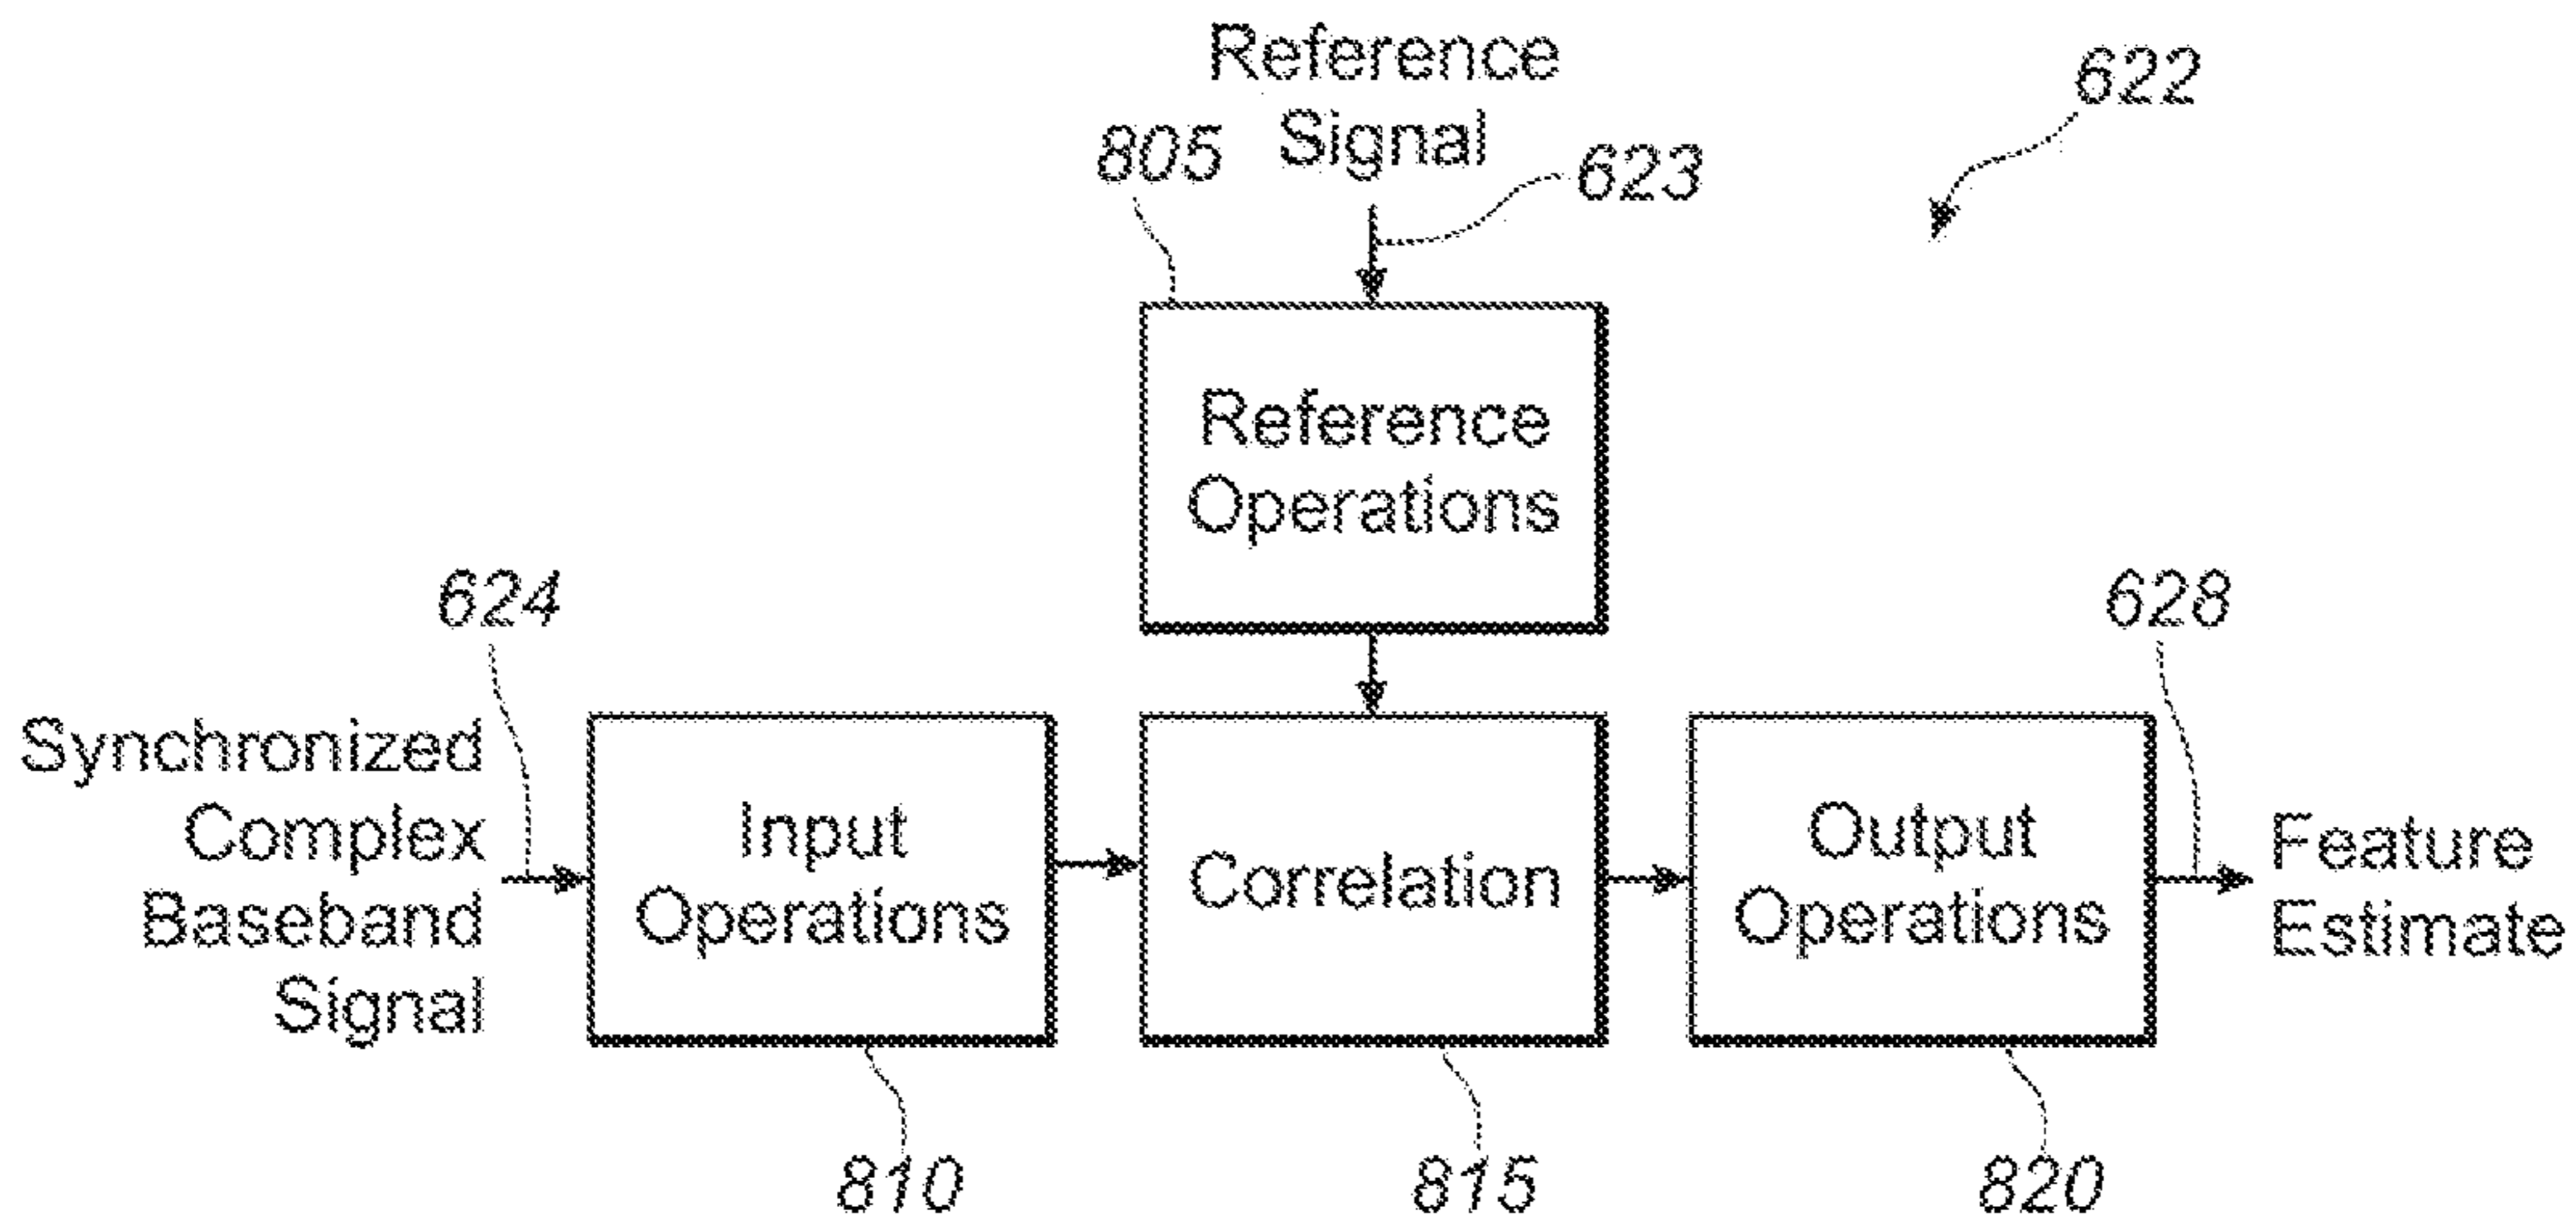 Reference
Signal
622
805
623
Reference
Operations
624
628
Synchronized
Complex
Baseband
Signal
Input
Operations
Correlation
Output
Operations
Feature
Estimate
810
815
820